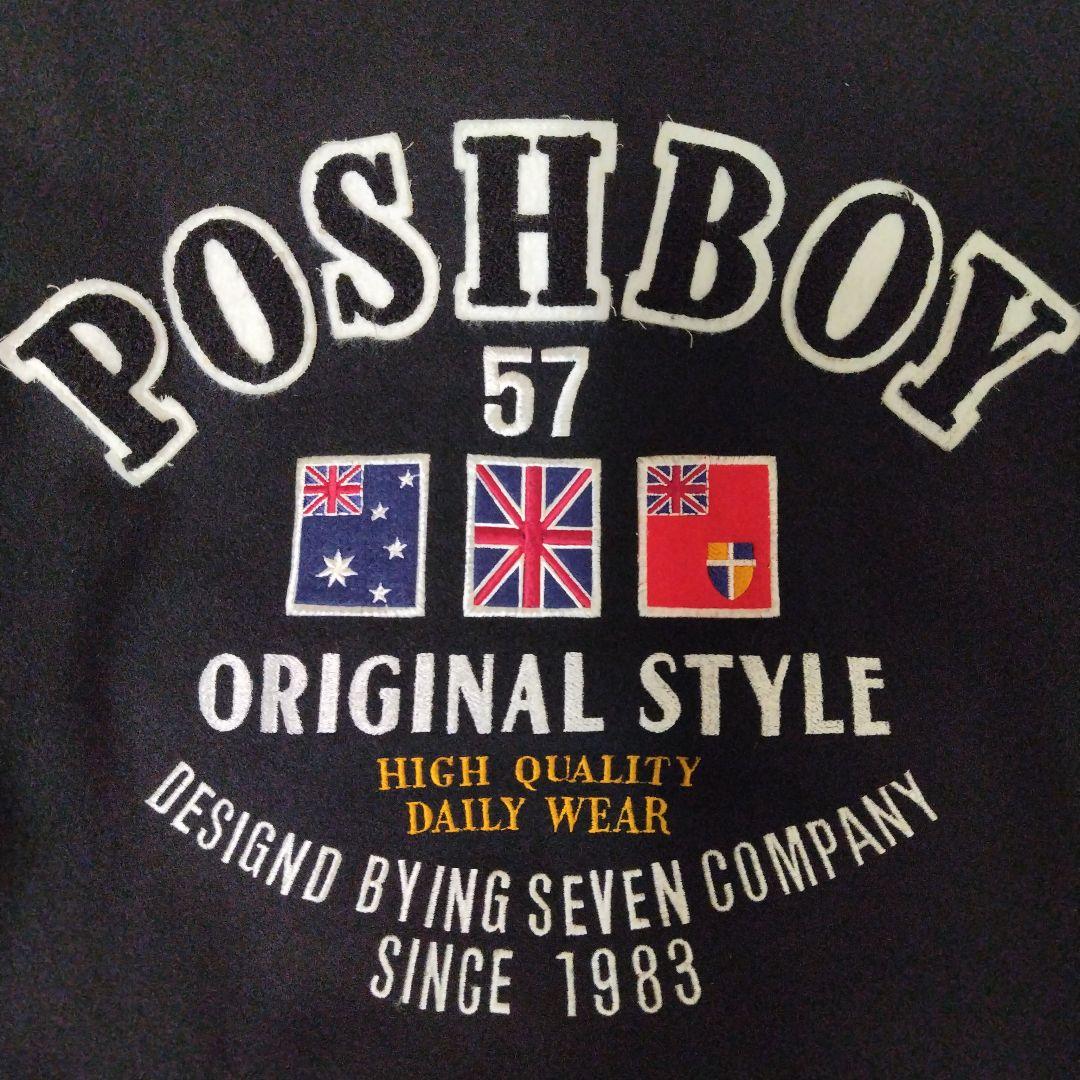 POSHBOY
57
ORIGINAL STYLE
HIGH QUALITY
DAILY WEAR
DESIGND BYING SEVEN COMPANY
SINCE 1983